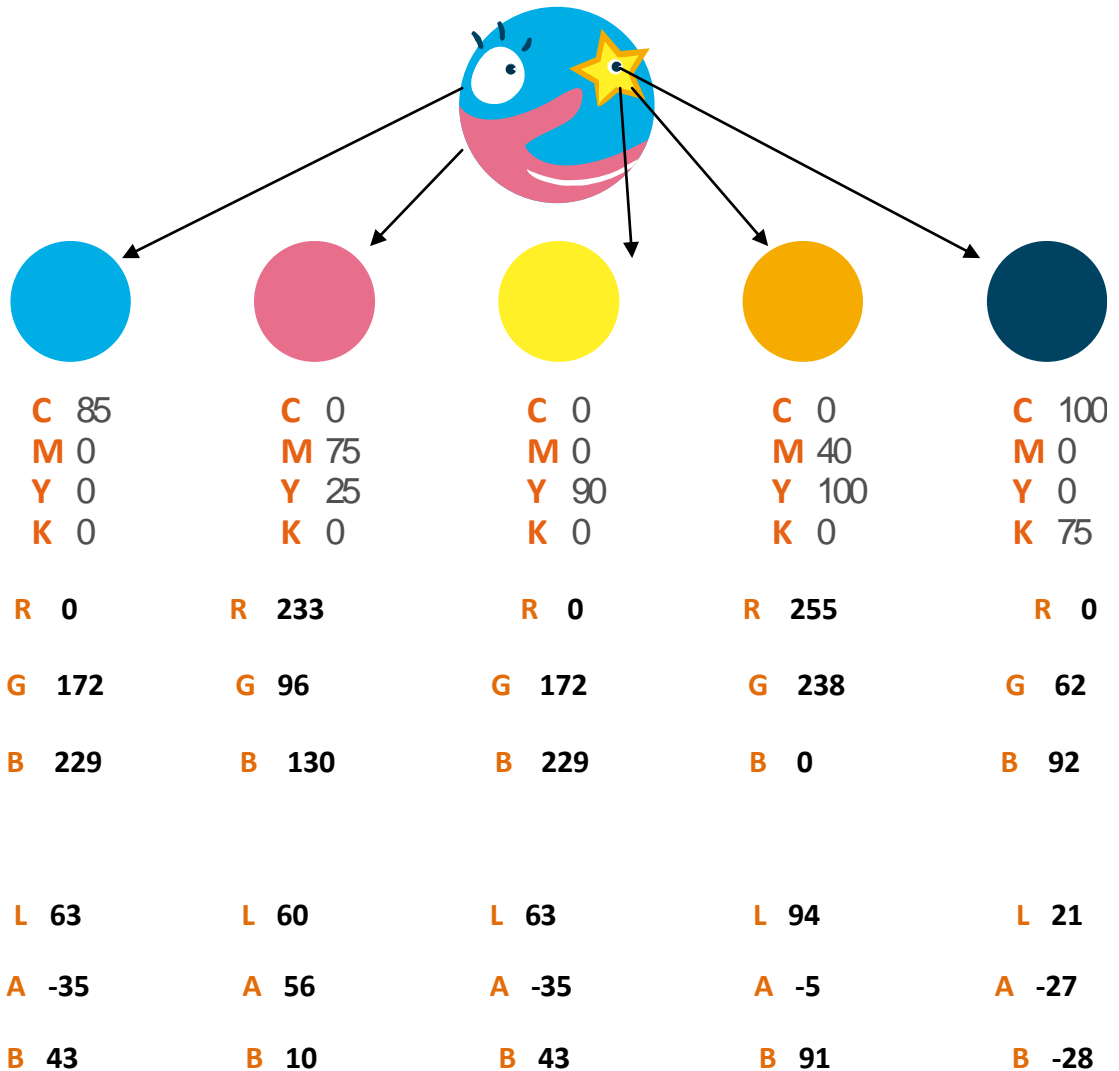 C 85 C 0 C 0 C 0 C 100
M 0 M 75 M 0 M 40 M 0
Y 0 Y 25 Y 90 Y 100 Y 0
K 0 K 0 K 0 K 0 K 75
R 0 R 233 R 0 R 255 R 0
G 172 G 96 G 172 G 238 G 62
B 229 B 130 B 229 B 0 B 92
L 63 L 60 L 63 L 94 L 21
A -35 A 56 A -35 A -5 A -27
B 43 B 10 B 43 B 91 B -28